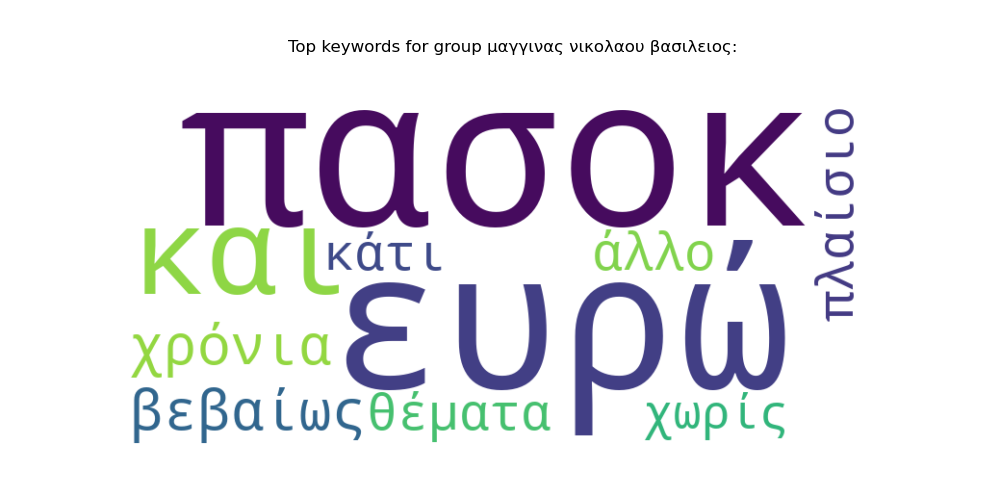 Top keywords for group μαγγινας νικολαου βασιλειος:
πασοκ
πλαίσιο
και
κάτι
άλλο
ευρώ
χρόνια
βεβαίως
θέματα
χωρίς